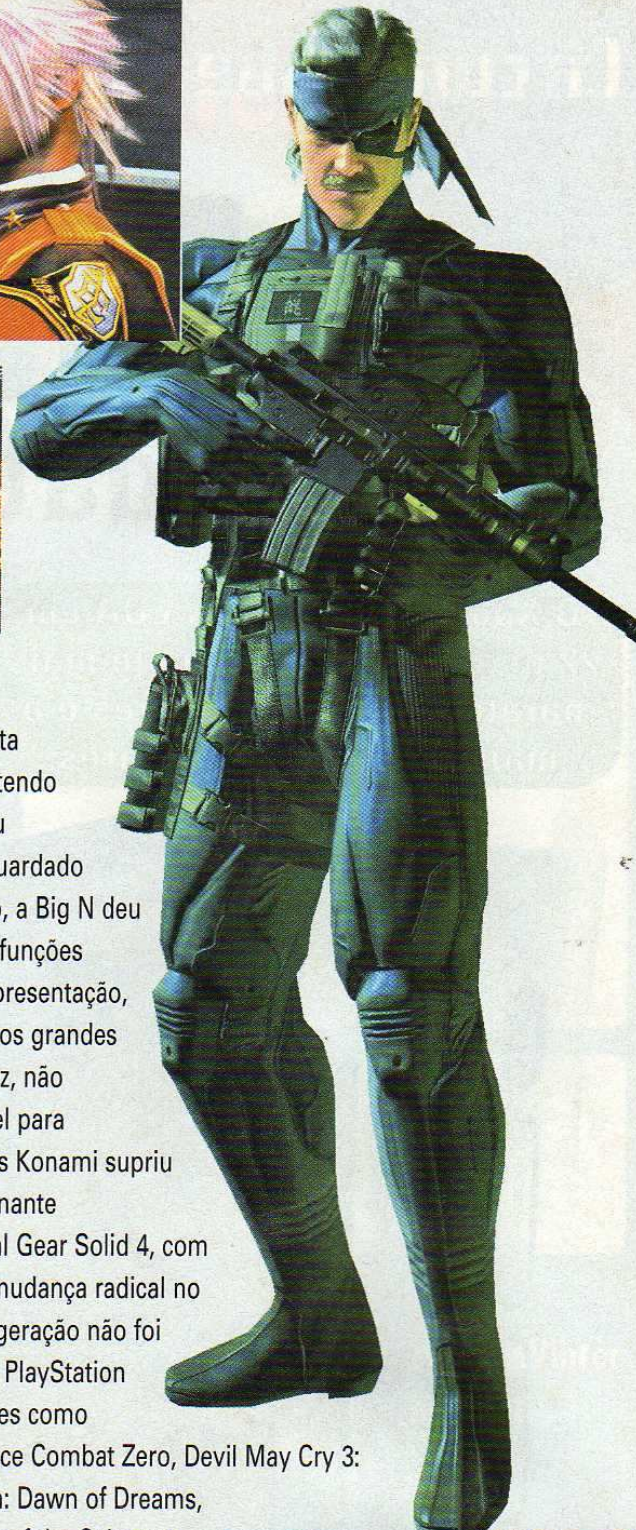 ta
tendo
u
uardado
o, a Big N deu
funções
presentação,
os grandes
z, não
el para
s Konami supriu
nante
al Gear Solid 4, com
mudança radical no
geração não foi
PlayStation
es como
ce Combat Zero, Devil May Cry 3:
a: Dawn of Dreams,